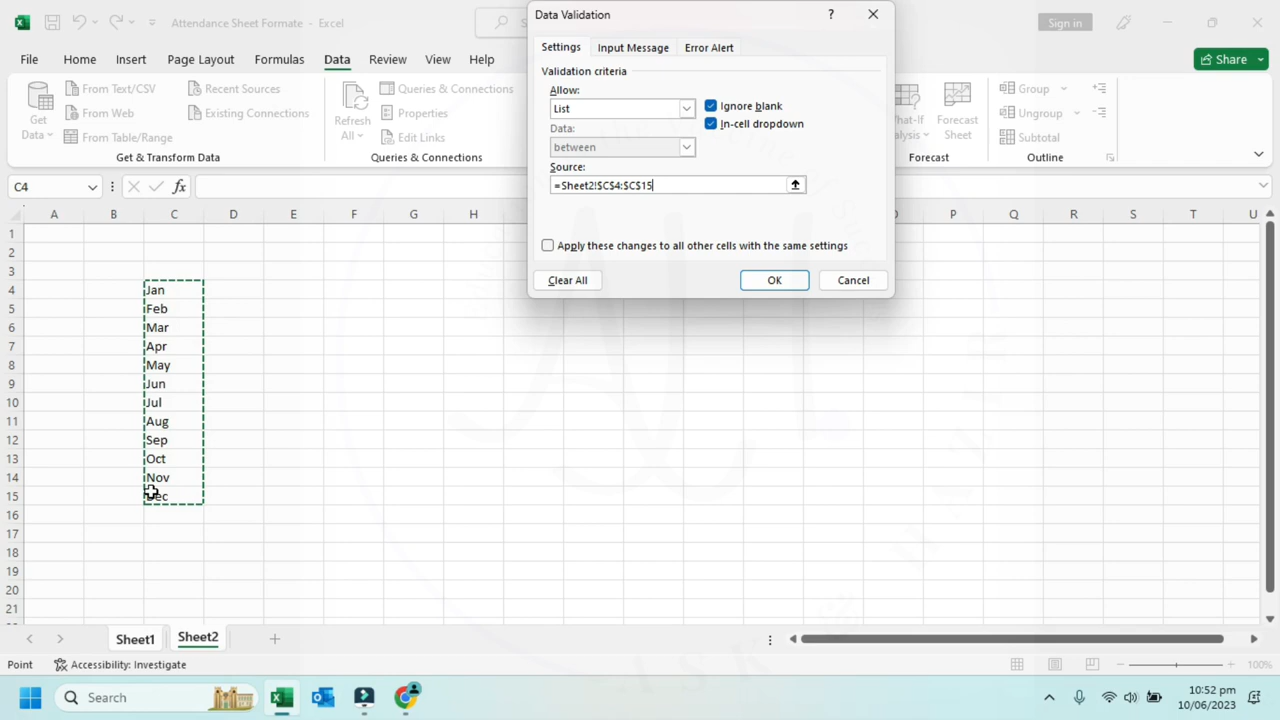 Attendance Sheet Formate - Excel
Sign in
Data Validation
?
File Home Insert Page Layout Formulas Data Review View Help
Share
Settings Input Message Error Alert
Validation criteria
Allow:
List
Ignore blank
In-cell dropdown
Data:
between
Source:
=Sheet2!$C$4:$C$15
Apply these changes to all other cells with the same settings
Clear All OK Cancel
Get
Data
From Text/CSV
From Web
From Table/Range
Recent Sources
Existing Connections
Get & Transform Data
Refresh
All
Queries & Connections
Properties
Edit Links
Queries & Connections
What-If
Analysis
Forecast
Sheet
Forecast
Group
Ungroup
Subtotal
Outline
C4
fx
A B C D E F G H P Q R S T U
1
2
3
4 Jan
5 Feb
6 Mar
7 Apr
8 May
9 Jun
10 Jul
11 Aug
12 Sep
13 Oct
14 Nov
15 Dec
16
17
18
19
20
21
Sheet1 Sheet2
Point
Accessibility: Investigate
100%
Search
10:52 pm
10/06/2023